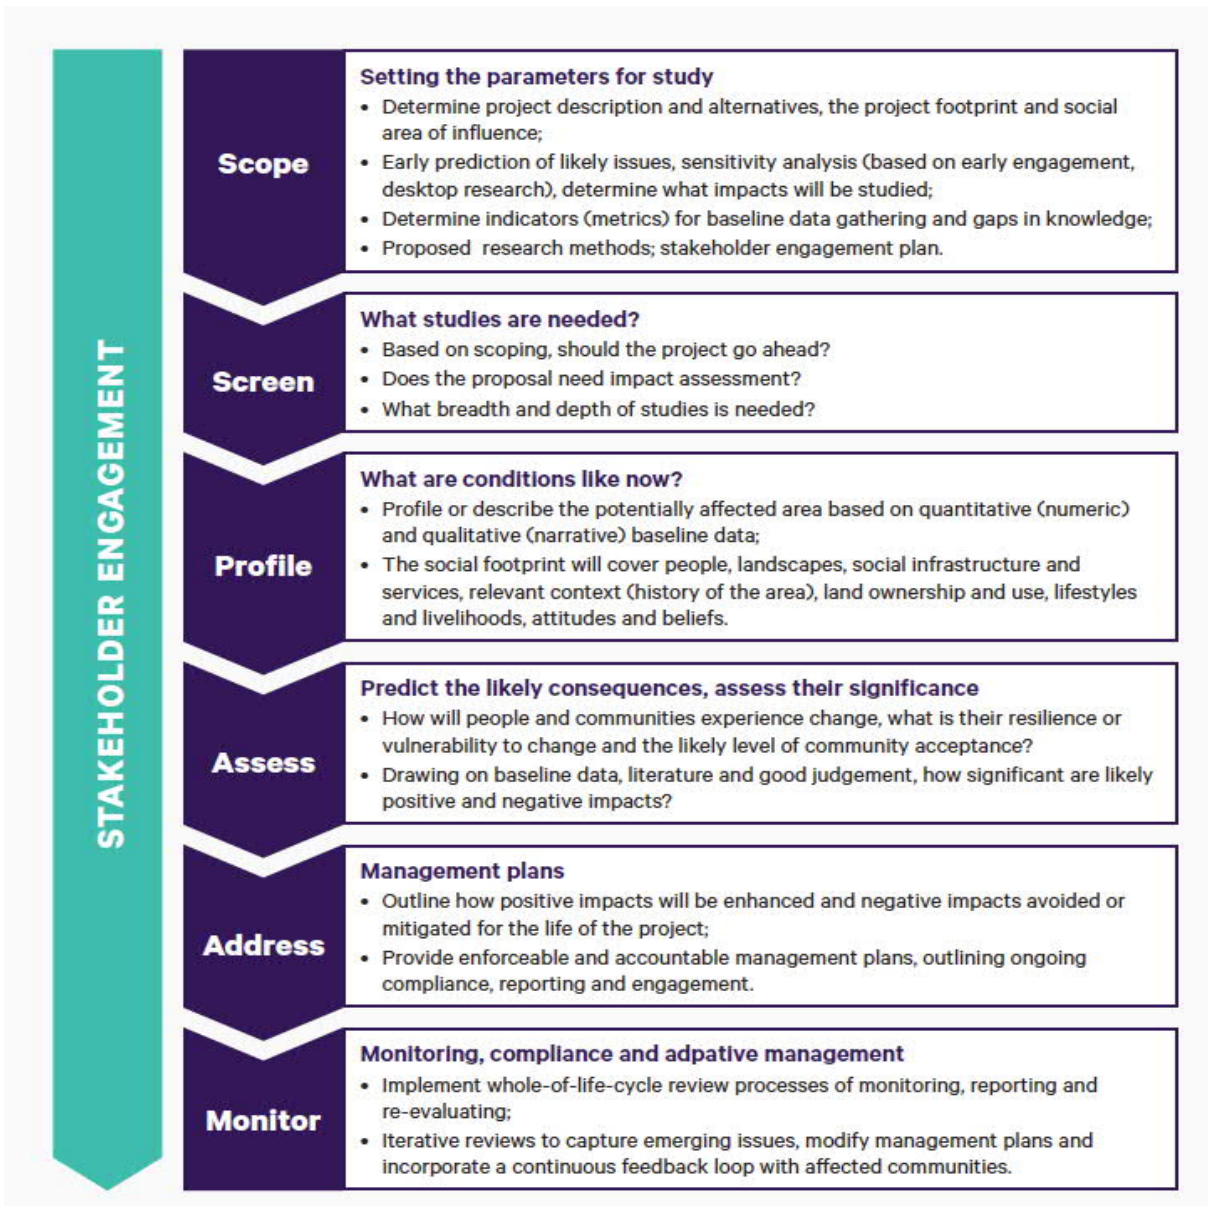 STAKEHOLDER ENGAGEMENT
Scope
Setting the parameters for study
• Determine project description and alternatives, the project footprint and social
area of influence;
• Early prediction of likely issues, sensitivity analysis (based on early engagement,
desktop research), determine what impacts will be studied;
• Determine indicators (metrics) for baseline data gathering and gaps in knowledge;
• Proposed  research methods; stakeholder engagement plan.
Screen
What studies are needed?
• Based on scoping, should the project go ahead?
• Does the proposal need impact assessment?
• What breadth and depth of studies is needed?
Profile
What are conditions like now?
• Profile or describe the potentially affected area based on quantitative (numeric)
and qualitative (narrative) baseline data;
• The social footprint will cover people, landscapes, social infrastructure and
services, relevant context (history of the area), land ownership and use, lifestyles
and livelihoods, attitudes and beliefs.
Assess
Predict the likely consequences, assess their significance
• How will people and communities experience change, what is their resilience or
vulnerability to change and the likely level of community acceptance?
• Drawing on baseline data, literature and good judgement, how significant are likely
positive and negative impacts?
Address
Management plans
• Outline how positive impacts will be enhanced and negative impacts avoided or
mitigated for the life of the project;
• Provide enforceable and accountable management plans, outlining ongoing
compliance, reporting and engagement.
Monitor
Monitoring, compliance and adpative management
• Implement whole-of-life-cycle review processes of monitoring, reporting and
re-evaluating;
• Iterative reviews to capture emerging issues, modify management plans and
incorporate a continuous feedback loop with affected communities.